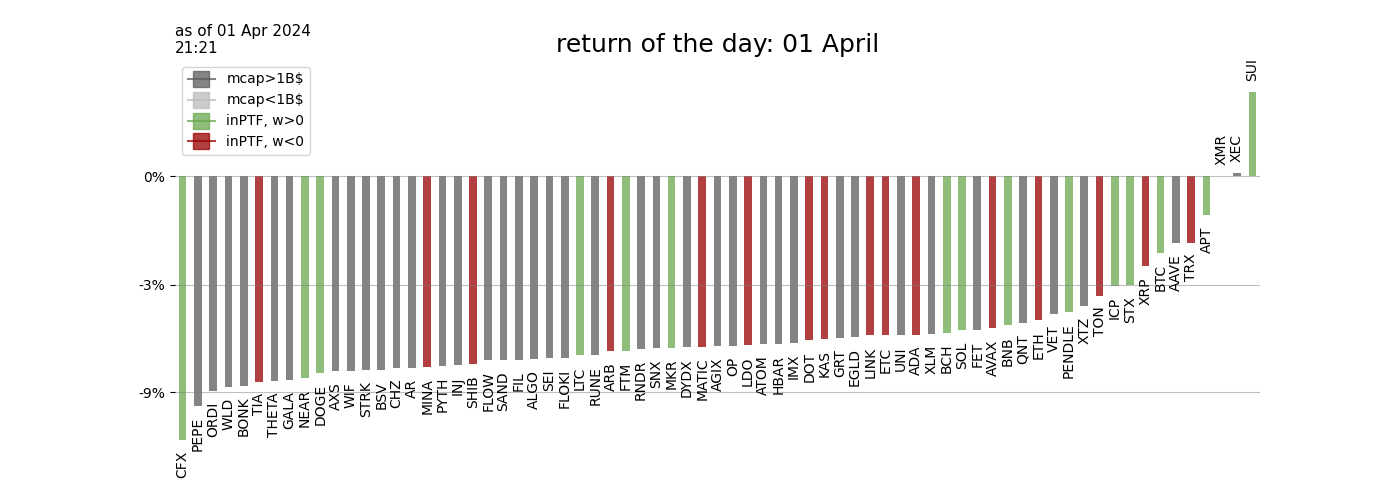 as of 01 Apr 2024
21:21
return of the day: 01 April
mcap>1B$
mcap<1B$
inPTF, w>0
inPTF, w<0
0%
-3%
-9%
CFX
PEPE
ORDI
WLD
BONK
TIA
THETA
GALA
NEAR
DOGE
AXS
WIF
STRK
BSV
CHZ
AR
MINA
PYTH
INJ
SHIB
FLOW
SAND
FIL
ALGO
SEI
FLOKI
LTC
RUNE
ARB
FTM
RNDR
SNX
MKR
DYDX
MATIC
AGIX
OP
LDO
ATOM
HBAR
IMX
DOT
KAS
GRT
EGLD
LINK
ETC
UNI
ADA
XLM
BCH
SOL
FET
AVAX
BNB
QNT
ETH
VET
PENDLE
XTZ
TON
ICP
STX
XRP
BTC
AAVE
TRX
APT
XMR
XEC
SUI